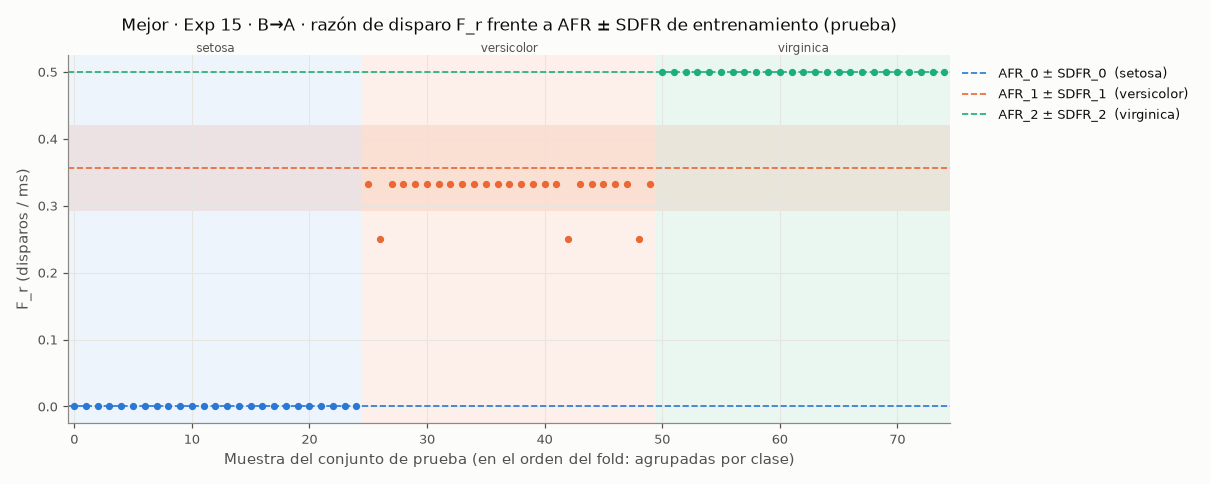 Mejor · Exp 15 · B→A · razón de disparo F_r frente a AFR ± SDFR de entrenamiento (prueba)
setosa
versicolor
virginica
AFR_0 ± SDFR_0 (setosa)
AFR_1 ± SDFR_1 (versicolor)
AFR_2 ± SDFR_2 (virginica)
F_r (disparos / ms)
0.5
0.4
0.3
0.2
0.1
0.0
0
10
20
30
40
50
60
70
Muestra del conjunto de prueba (en el orden del fold: agrupadas por clase)